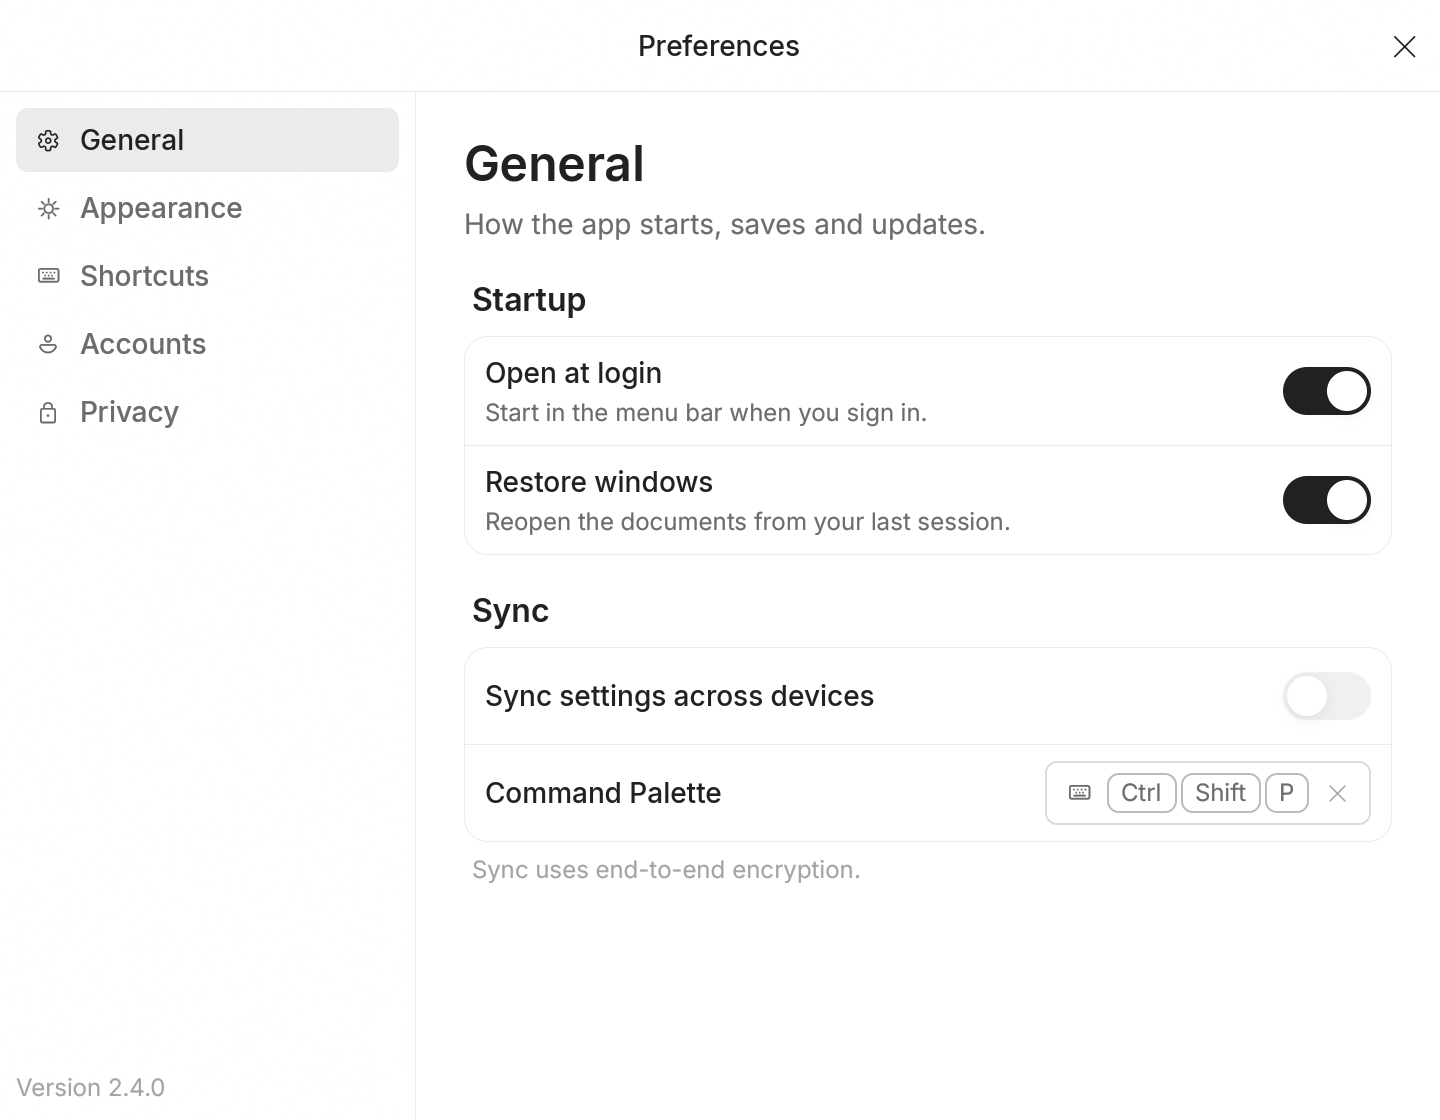 Preferences
General
Appearance
Shortcuts
Accounts
Privacy
Version 2.4.0
General
How the app starts, saves and updates.
Startup
Open at login
Start in the menu bar when you sign in.
Restore windows
Reopen the documents from your last session.
Sync
Sync settings across devices
Command Palette
Ctrl Shift P
Sync uses end-to-end encryption.